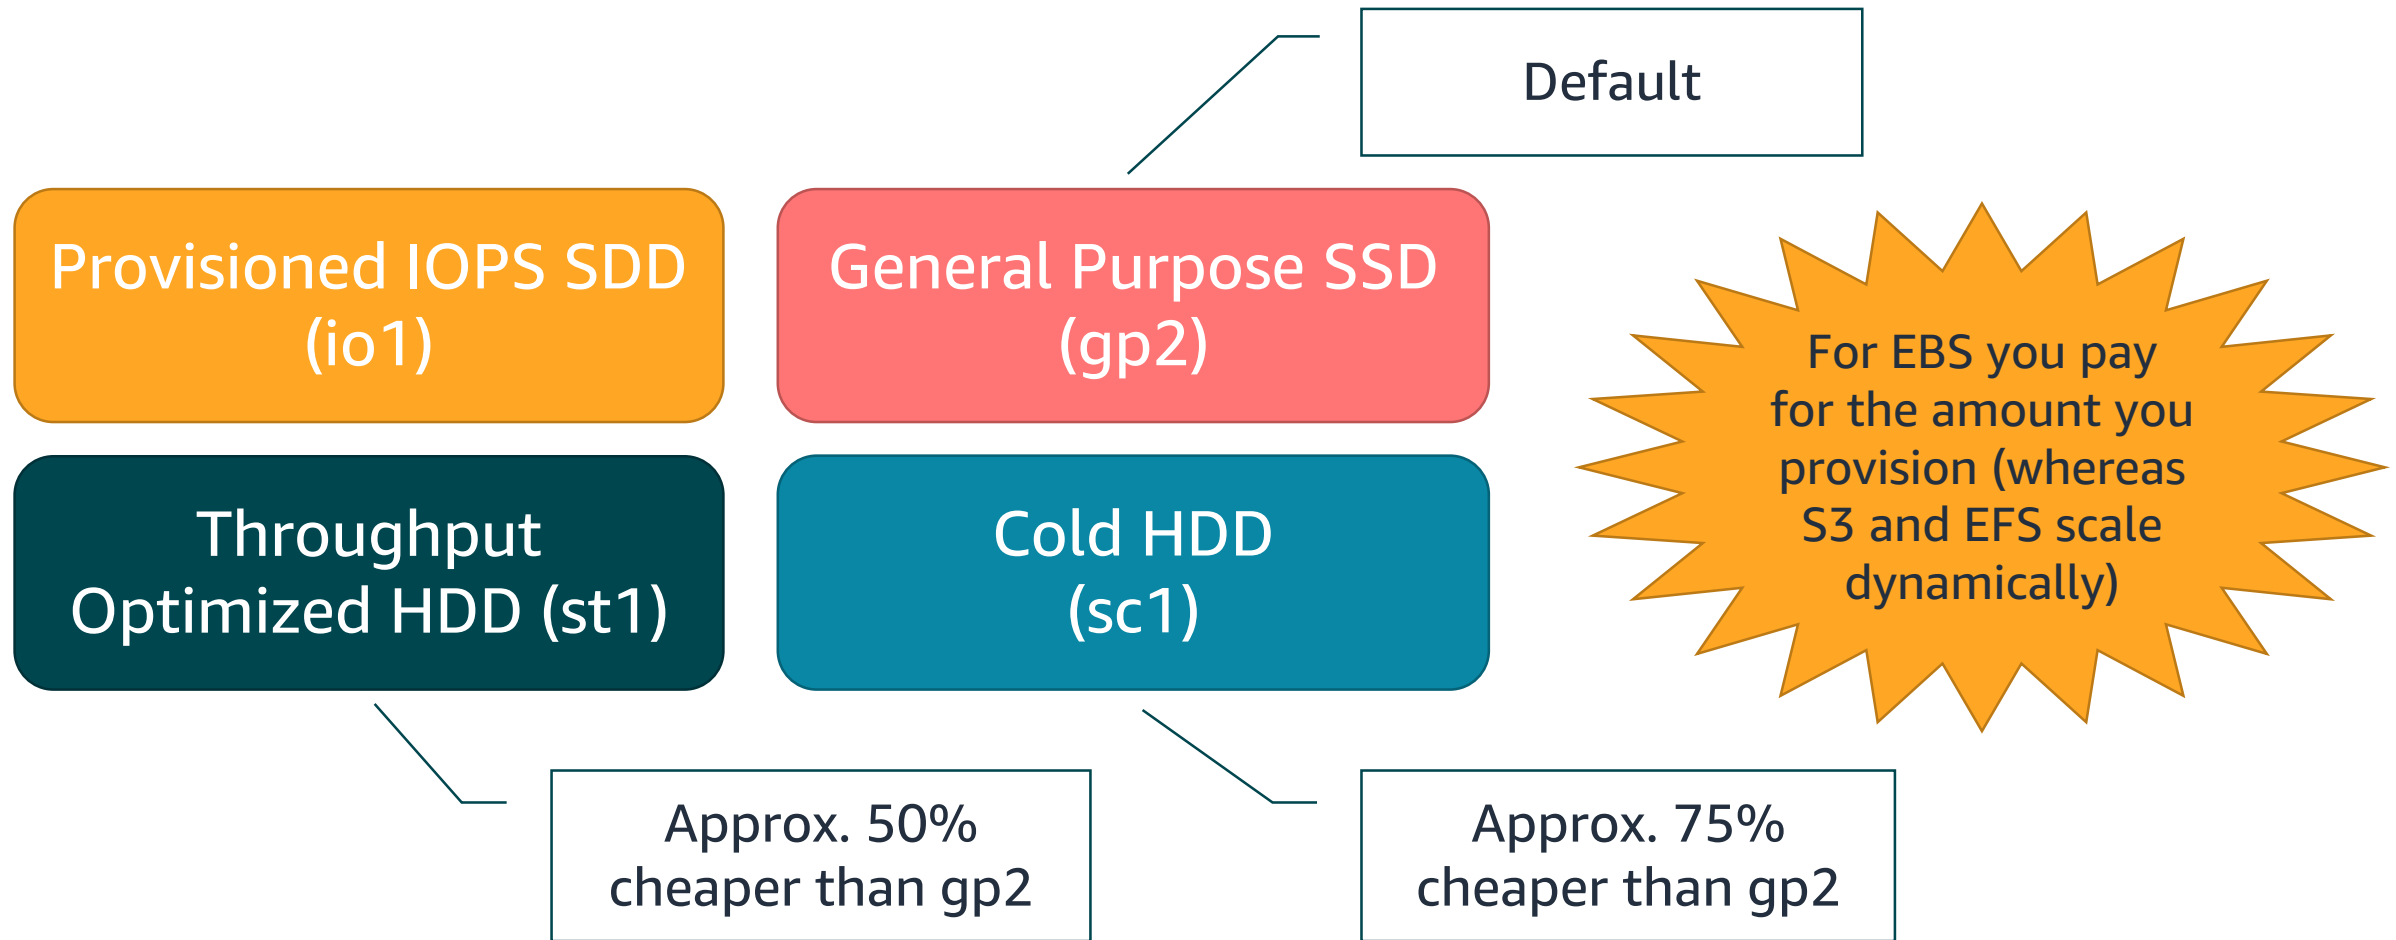 Default
Provisioned IOPS SDD
(io1)
General Purpose SSD
(gp2)
Throughput
Optimized HDD (st1)
Cold HDD
(sc1)
For EBS you pay
for the amount you
provision (whereas
S3 and EFS scale
dynamically)
Approx. 50%
cheaper than gp2
Approx. 75%
cheaper than gp2